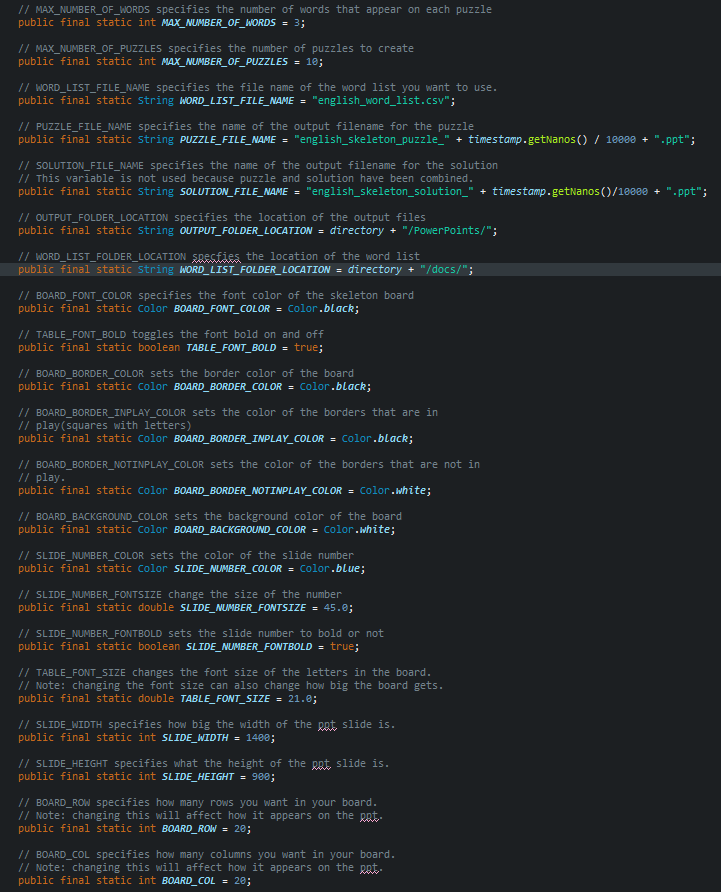 // MAX_NUMBER_OF_WORDS specifies the number of words that appear on each puzzle
public final static int MAX_NUMBER_OF_WORDS = 3;
// MAX_NUMBER_OF_PUZZLES specifies the number of puzzles to create
public final static int MAX_NUMBER_OF_PUZZLES = 10;
// WORD_LIST_FILE_NAME specifies the file name of the word list you want to use.
public final static String WORD_LIST_FILE_NAME = "english_word_list.csv";
// PUZZLE_FILE_NAME specifies the name of the output filename for the puzzle
public final static String PUZZLE_FILE_NAME = "english_skeleton_puzzle_" + timestamp.getNanos() / 10000 + ".ppt";
// SOLUTION_FILE_NAME specifies the name of the output filename for the solution
// This variable is not used because puzzle and solution have been combined.
public final static String SOLUTION_FILE_NAME = "english_skeleton_solution_" + timestamp.getNanos()/10000 + ".ppt";
// OUTPUT_FOLDER_LOCATION specifies the location of the output files
public final static String OUTPUT_FOLDER_LOCATION = directory + "/PowerPoints/";
// WORD_LIST_FOLDER_LOCATION specfies the location of the word list
public final static String WORD_LIST_FOLDER_LOCATION = directory + "/docs/";
// BOARD_FONT_COLOR specifies the font color of the skeleton board
public final static Color BOARD_FONT_COLOR = Color.black;
// TABLE_FONT_BOLD toggles the font bold on and off
public final static boolean TABLE_FONT_BOLD = true;
// BOARD_BORDER_COLOR sets the border color of the board
public final static Color BOARD_BORDER_COLOR = Color.black;
// BOARD_BORDER_INPLAY_COLOR sets the color of the borders that are in
// play(squares with letters)
public final static Color BOARD_BORDER_INPLAY_COLOR = Color.black;
// BOARD_BORDER_NOTINPLAY_COLOR sets the color of the borders that are not in
// play.
public final static Color BOARD_BORDER_NOTINPLAY_COLOR = Color.white;
// BOARD_BACKGROUND_COLOR sets the background color of the board
public final static Color BOARD_BACKGROUND_COLOR = Color.white;
// SLIDE_NUMBER_COLOR sets the color of the slide number
public final static Color SLIDE_NUMBER_COLOR = Color.blue;
// SLIDE_NUMBER_FONTSIZE change the size of the number
public final static double SLIDE_NUMBER_FONTSIZE = 45.0;
// SLIDE_NUMBER_FONTBOLD sets the slide number to bold or not
public final static boolean SLIDE_NUMBER_FONTBOLD = true;
// TABLE_FONT_SIZE changes the font size of the letters in the board.
// Note: changing the font size can also change how big the board gets.
public final static double TABLE_FONT_SIZE = 21.0;
// SLIDE_WIDTH specifies how big the width of the ppt slide is.
public final static int SLIDE_WIDTH = 1400;
// SLIDE_HEIGHT specifies what the height of the ppt slide is.
public final static int SLIDE_HEIGHT = 900;
// BOARD_ROW specifies how many rows you want in your board.
// Note: changing this will affect how it appears on the ppt.
public final static int BOARD_ROW = 20;
// BOARD_COL specifies how many columns you want in your board.
// Note: changing this will affect how it appears on the ppt.
public final static int BOARD_COL = 20;